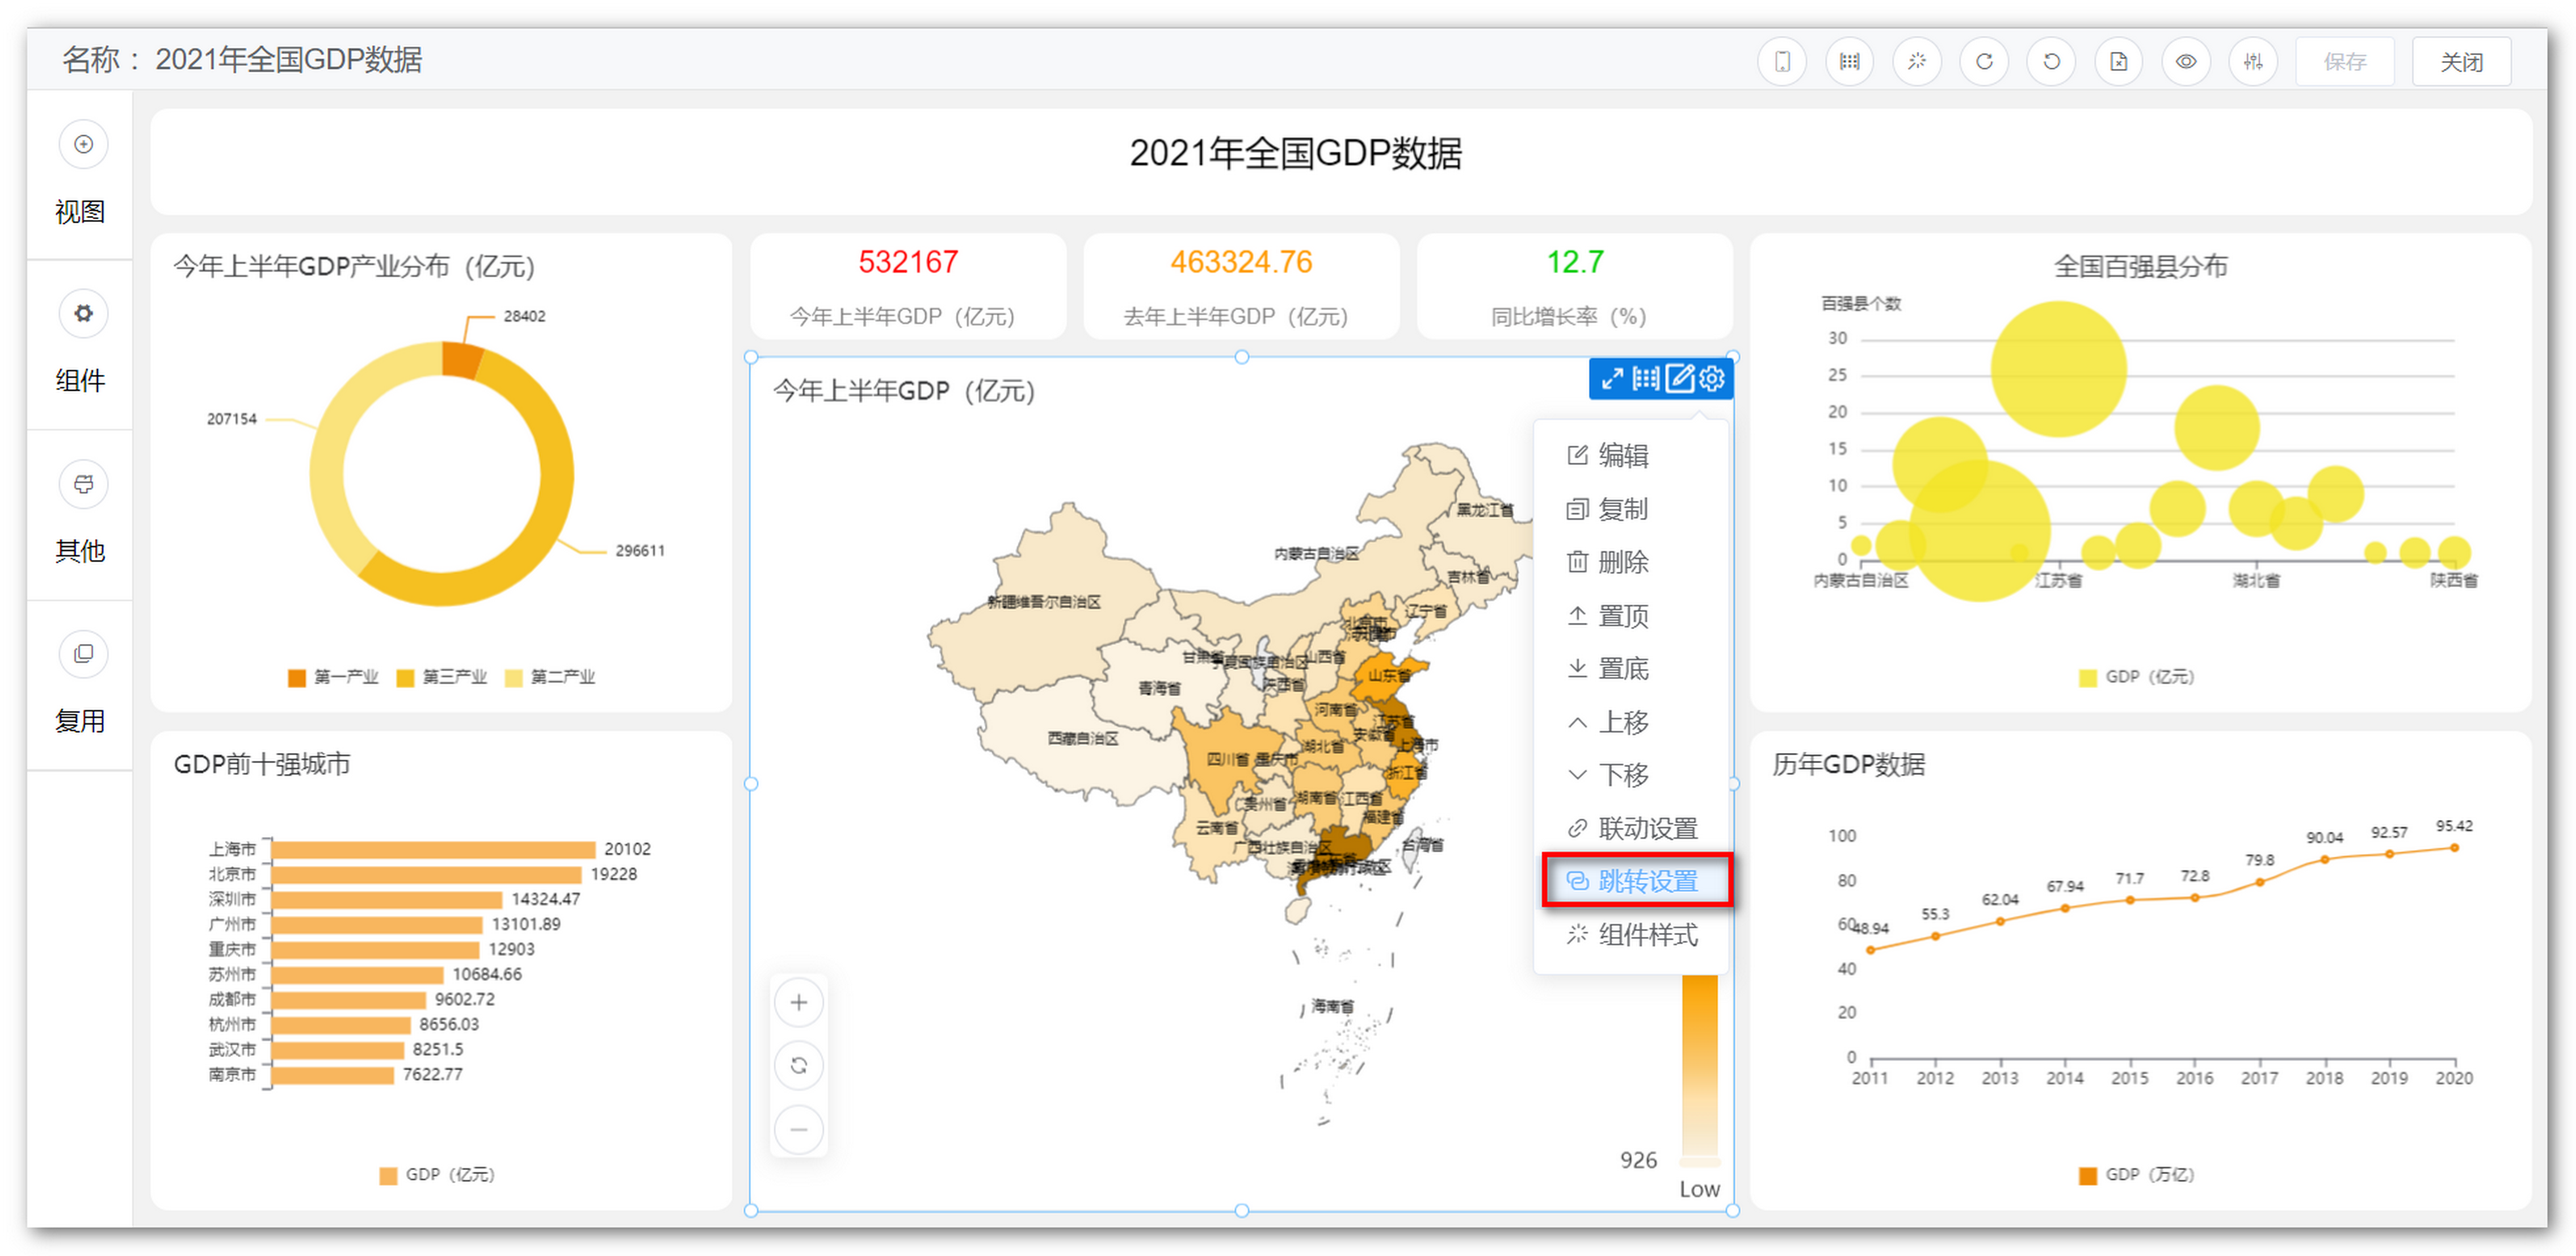 名称： 2021年全国GDP数据
保存
关闭
视图
组件
其他
复用
2021年全国GDP数据
今年上半年GDP产业分布（亿元）
28402
207154
296611
第一产业 第三产业 第二产业
532167
今年上半年GDP（亿元）
463324.76
去年上半年GDP（亿元）
12.7
同比增长率（%）
今年上半年GDP（亿元）
黑龙江省
内蒙古自治区
吉林省
新疆维吾尔自治区
辽宁省
北京市
甘肃省
宁夏回族自治区
山西省
山东省
青海省
陕西省
河南省
江苏省
西藏自治区
安徽省
上海市
湖北省
四川省
重庆市
浙江省
贵州省
湖南省
江西省
福建省
云南省
广西壮族自治区
台湾省
海南省
926
Low
编辑
复制
删除
置顶
置底
上移
下移
联动设置
跳转设置
组件样式
全国百强县分布
百强县个数
30
25
20
15
10
5
0
内蒙古自治区 江苏省 湖北省 陕西省
GDP（亿元）
GDP前十强城市
上海市 20102
北京市 19228
深圳市 14324.47
广州市 13101.89
重庆市 12903
苏州市 10684.66
成都市 9602.72
杭州市 8656.03
武汉市 8251.5
南京市 7622.77
GDP（亿元）
历年GDP数据
100
80
60
40
20
0
48.94
55.3
62.04
67.94
71.7
72.8
79.8
90.04
92.57
95.42
2011 2012 2013 2014 2015 2016 2017 2018 2019 2020
GDP（万亿）